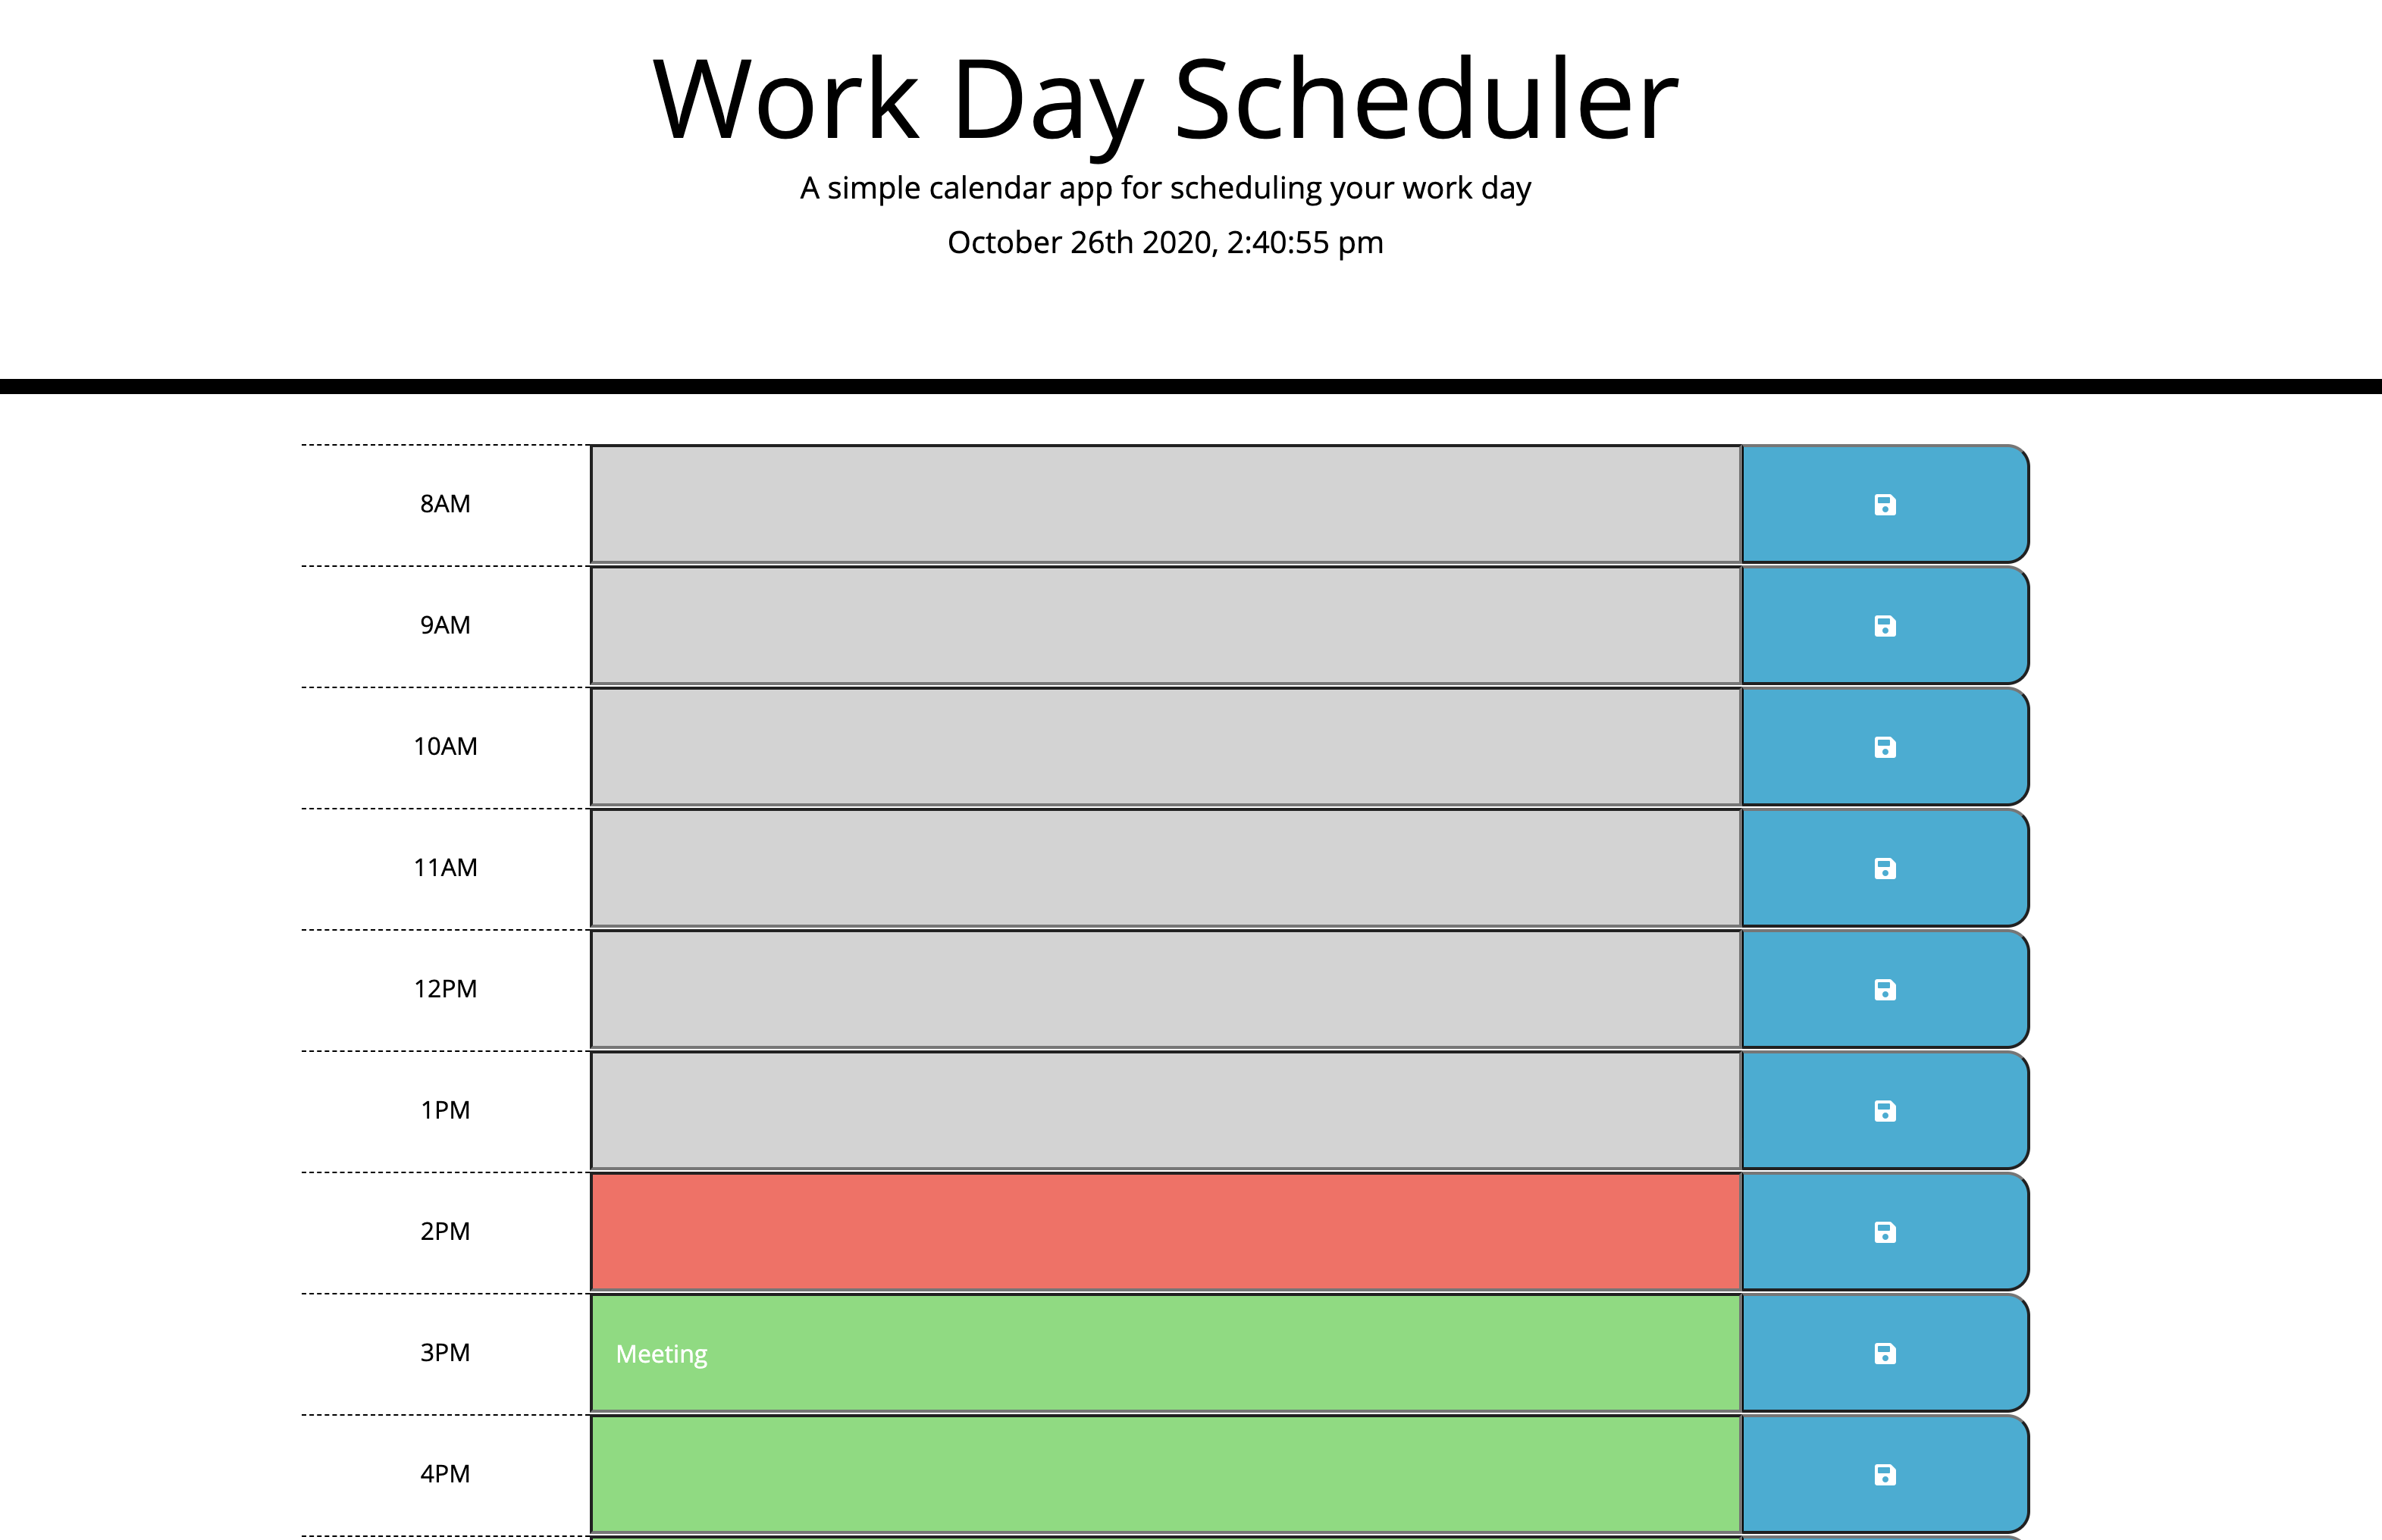 Work Day Scheduler
A simple calendar app for scheduling your work day
October 26th 2020, 2:40:55 pm
8AM
9AM
10AM
11AM
12PM
1PM
2PM
3PM
Meeting
4PM